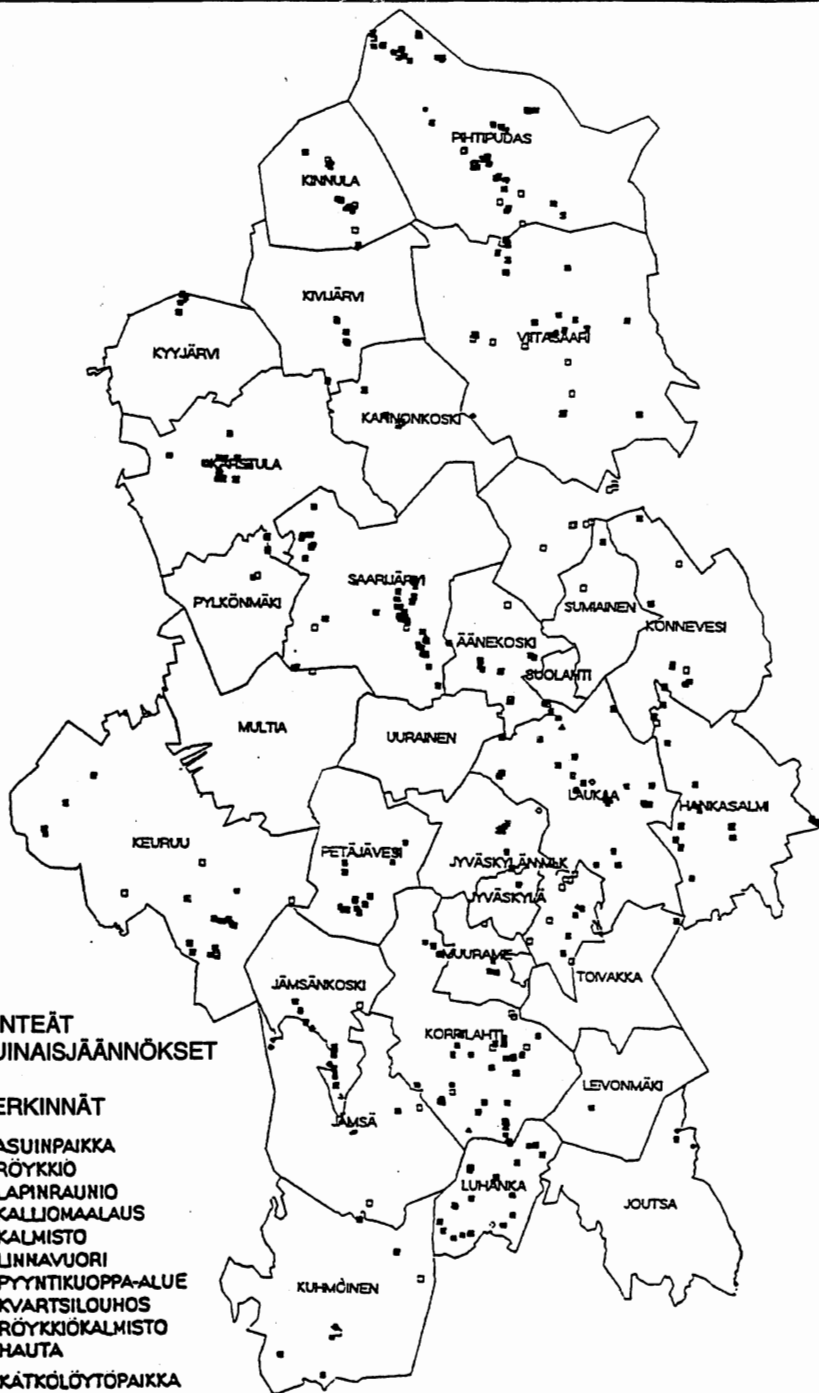 PIHTIPUDAS
KINNULA
KIVIJÄRVI
KYYJÄRVI
VIITASAARI
KANNONKOSKI
KARSTULA
SAARIJÄRVI
PYLKÖNMÄKI
SUMIAINEN
KONNEVESI
ÄÄNEKOSKI
SUOLAHTI
MULTIA
UURAINEN
LAUKAA
HANKASALMI
KEURUU
PETÄJÄVESI
JYVÄSKYLÄN MLK
JYVÄSKYLÄ
MUURAME
TOIVAKKA
JÄMSÄNKOSKI
KORPILAHTI
LEIVONMÄKI
JÄMSÄ
LUHANKA
JOUTSA
KUHMOINEN
NTEÄT
UINAISJÄÄNNÖKSET
ERKINNÄT
ASUINPAIKKA
RÖYKKIÖ
LAPINRAUNIO
KALLIOMAALAUS
KALMISTO
LINNAVUORI
PYYNTIKUOPPA-ALUE
KVARTSILOUHOS
RÖYKKIÖKALMISTO
HAUTA
KÄTKÖLÖYTÖPAIKKA